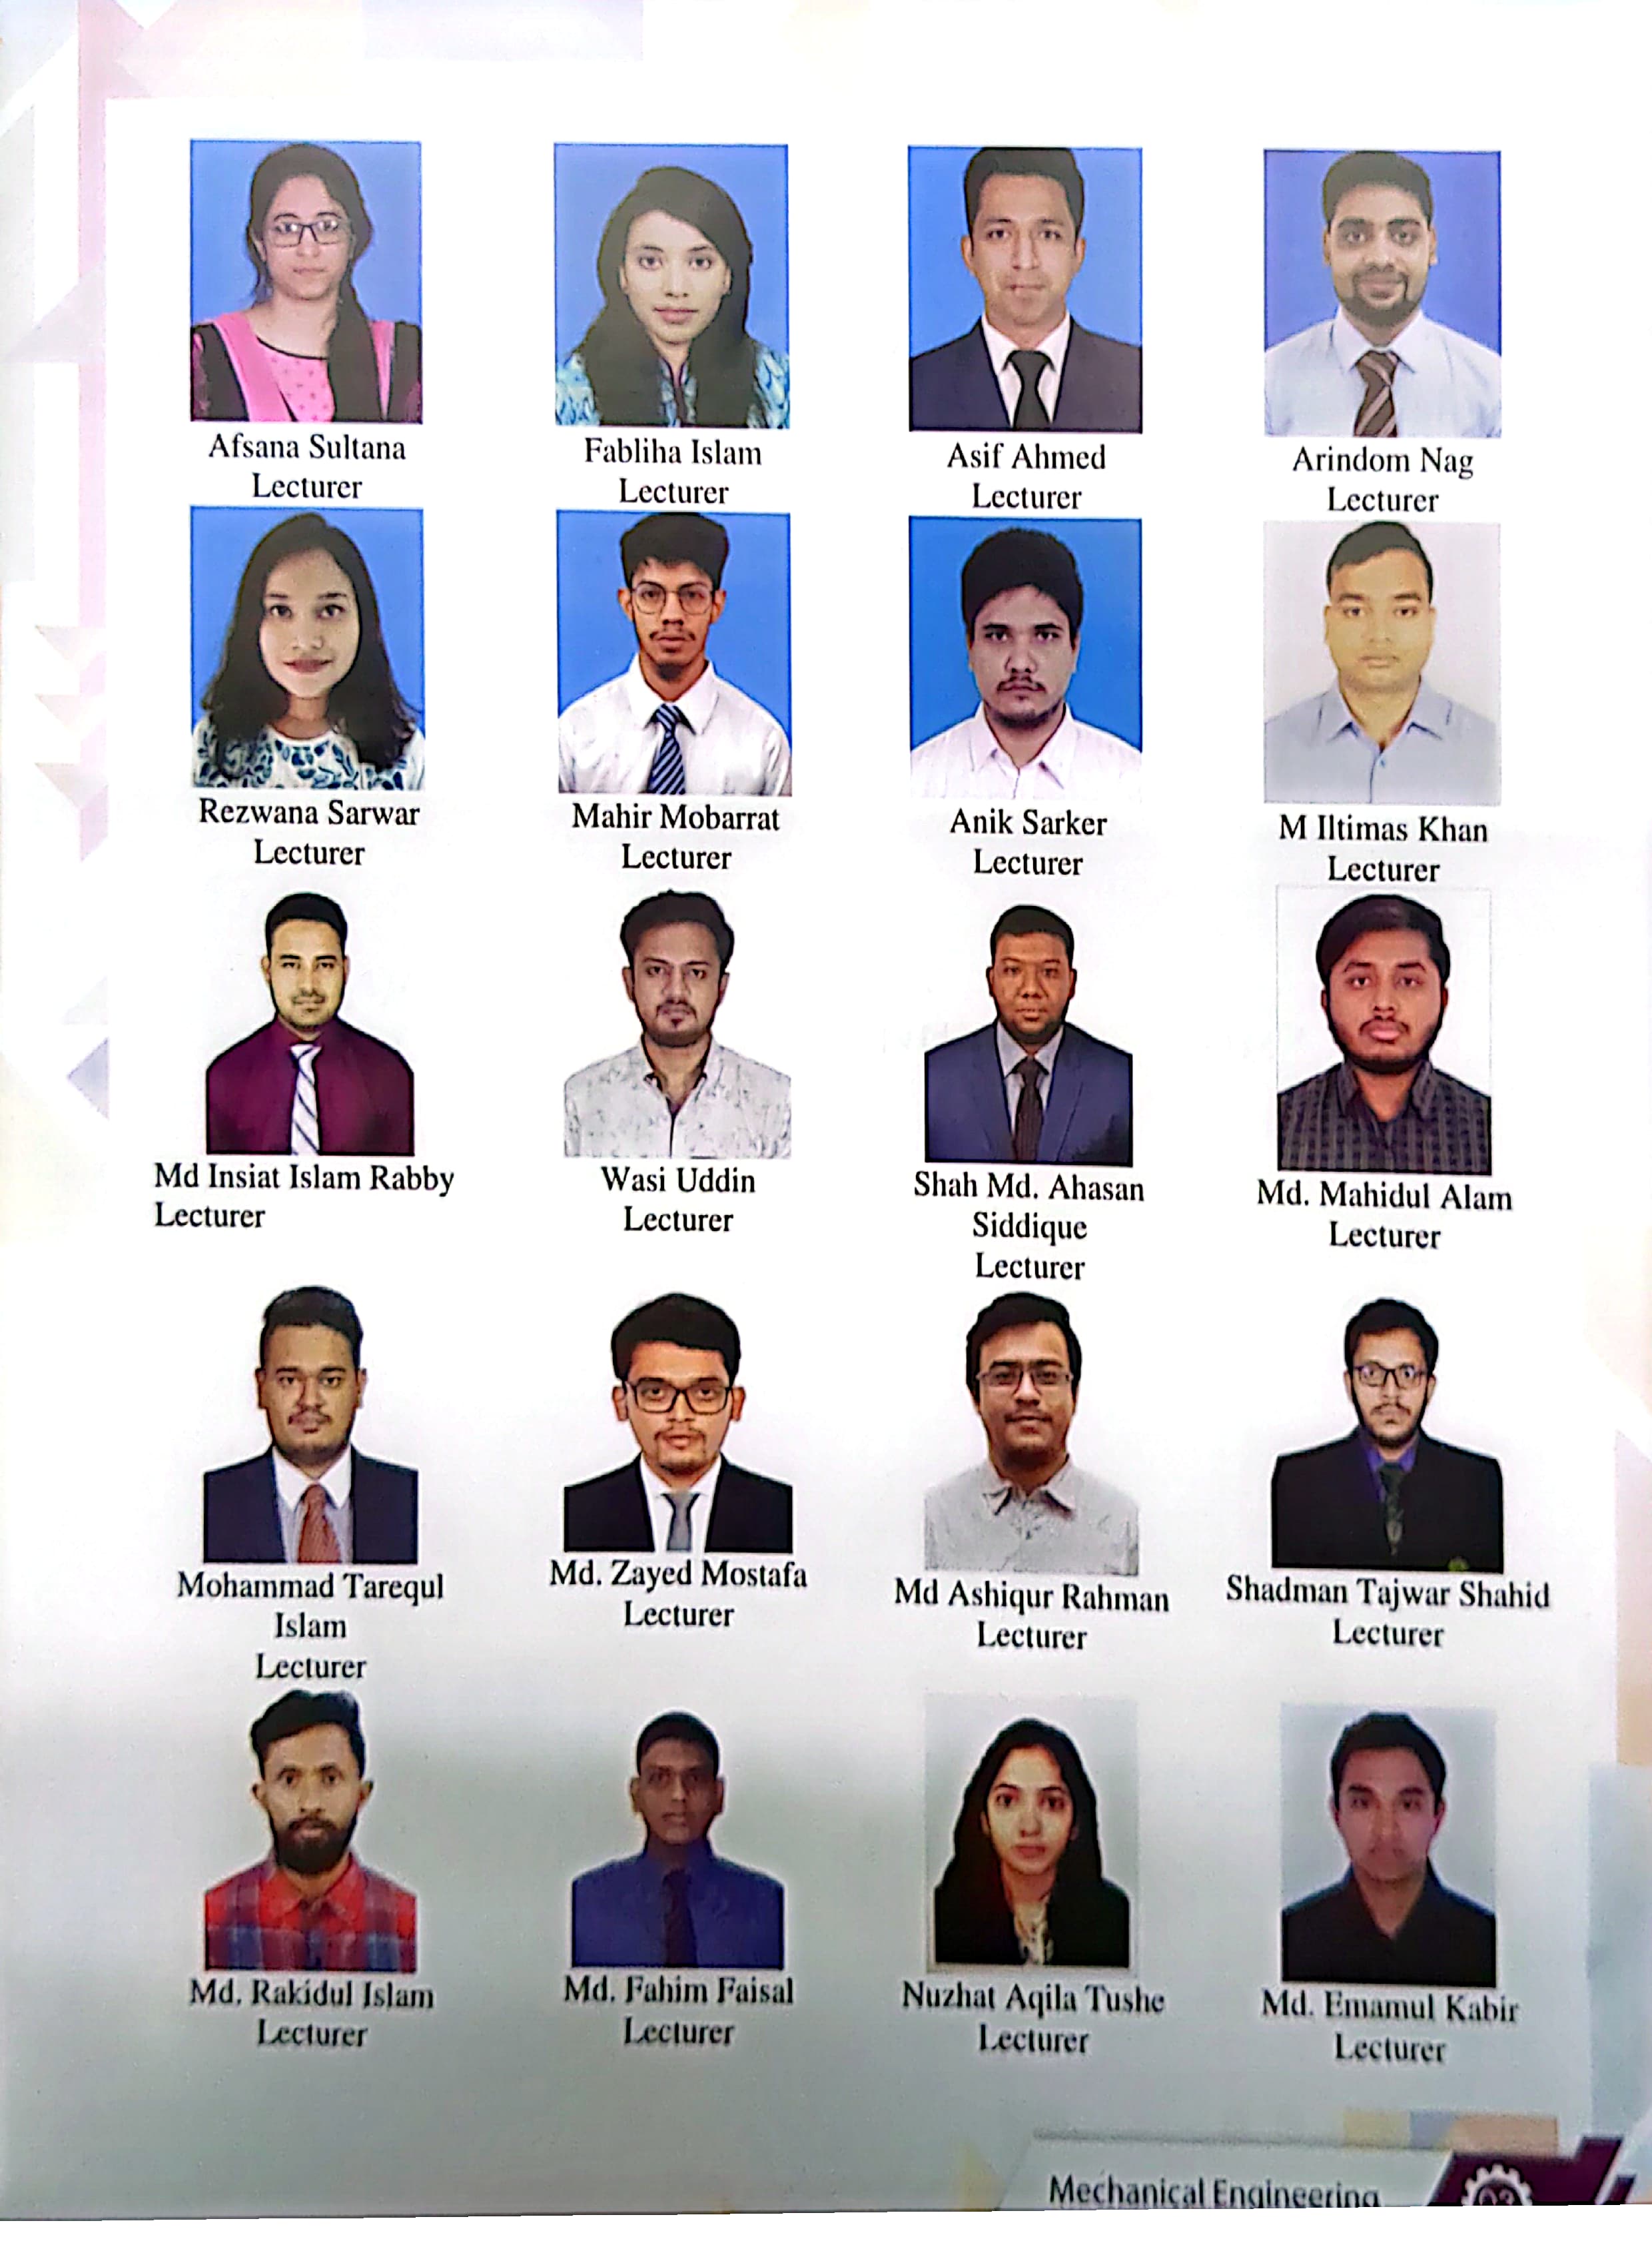 Afsana Sultana
Lecturer
Fabliha Islam
Lecturer
Asif Ahmed
Lecturer
Arindom Nag
Lecturer
Rezwana Sarwar
Lecturer
Mahir Mobarrat
Lecturer
Anik Sarker
Lecturer
M Iltimas Khan
Lecturer
Md Insiat Islam Rabby
Lecturer
Wasi Uddin
Lecturer
Shah Md. Ahasan
Siddique
Lecturer
Md. Mahidul Alam
Lecturer
Mohammad Tarequl
Islam
Lecturer
Md. Zayed Mostafa
Lecturer
Md Ashiqur Rahman
Lecturer
Shadman Tajwar Shahid
Lecturer
Md. Rakidul Islam
Lecturer
Md. Fahim Faisal
Lecturer
Nuzhat Aqila Tushe
Lecturer
Md. Emamul Kabir
Lecturer
Mechanical Engineering